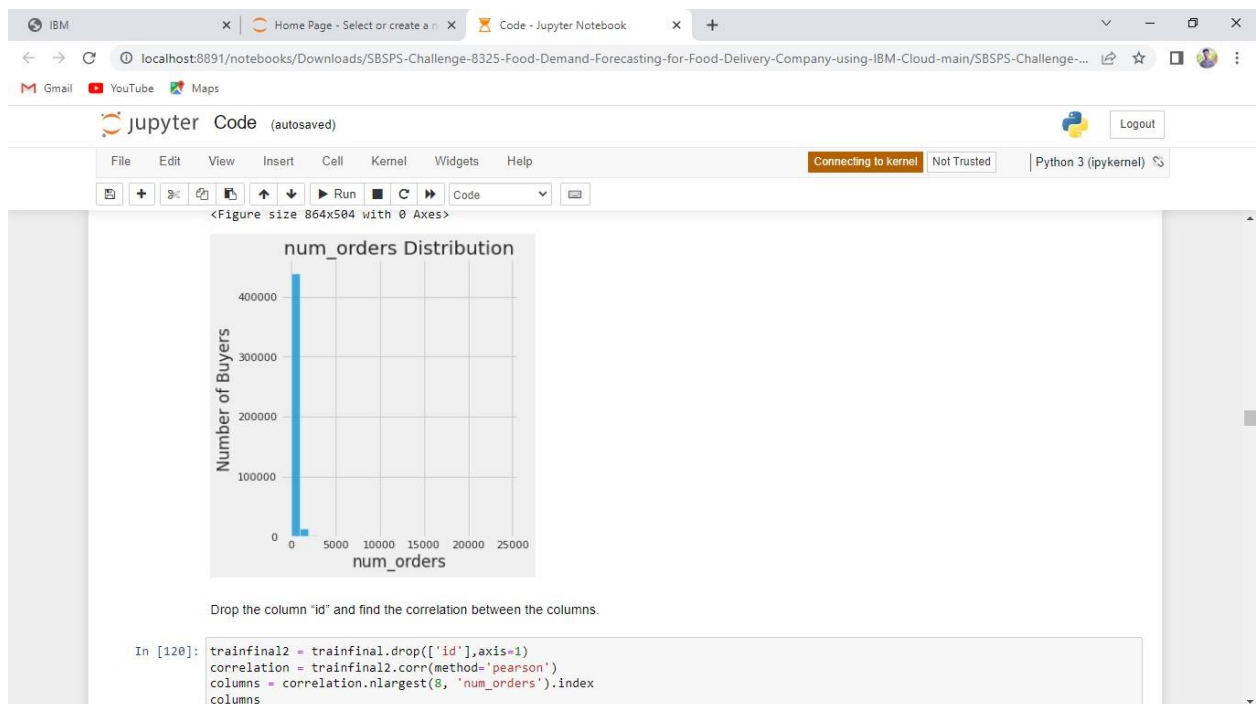 IBM
Home Page - Select or create a n
Code - Jupyter Notebook
localhost:8891/notebooks/Downloads/SBSPS-Challenge-8325-Food-Demand-Forecasting-for-Food-Delivery-Company-using-IBM-Cloud-main/SBSPS-Challenge-...
Gmail YouTube Maps
jupyter Code (autosaved)
Logout
File Edit View Insert Cell Kernel Widgets Help
Connecting to kernel Not Trusted Python 3 (ipykernel)
Run Code
<Figure size 864x504 with 0 Axes>
num_orders Distribution
Number of Buyers
400000
300000
200000
100000
0
0 5000 10000 15000 20000 25000
num_orders
Drop the column “id” and find the correlation between the columns.
In [120]: trainfinal2 = trainfinal.drop(['id'],axis=1)
correlation = trainfinal2.corr(method='pearson')
columns = correlation.nlargest(8, 'num_orders').index
columns